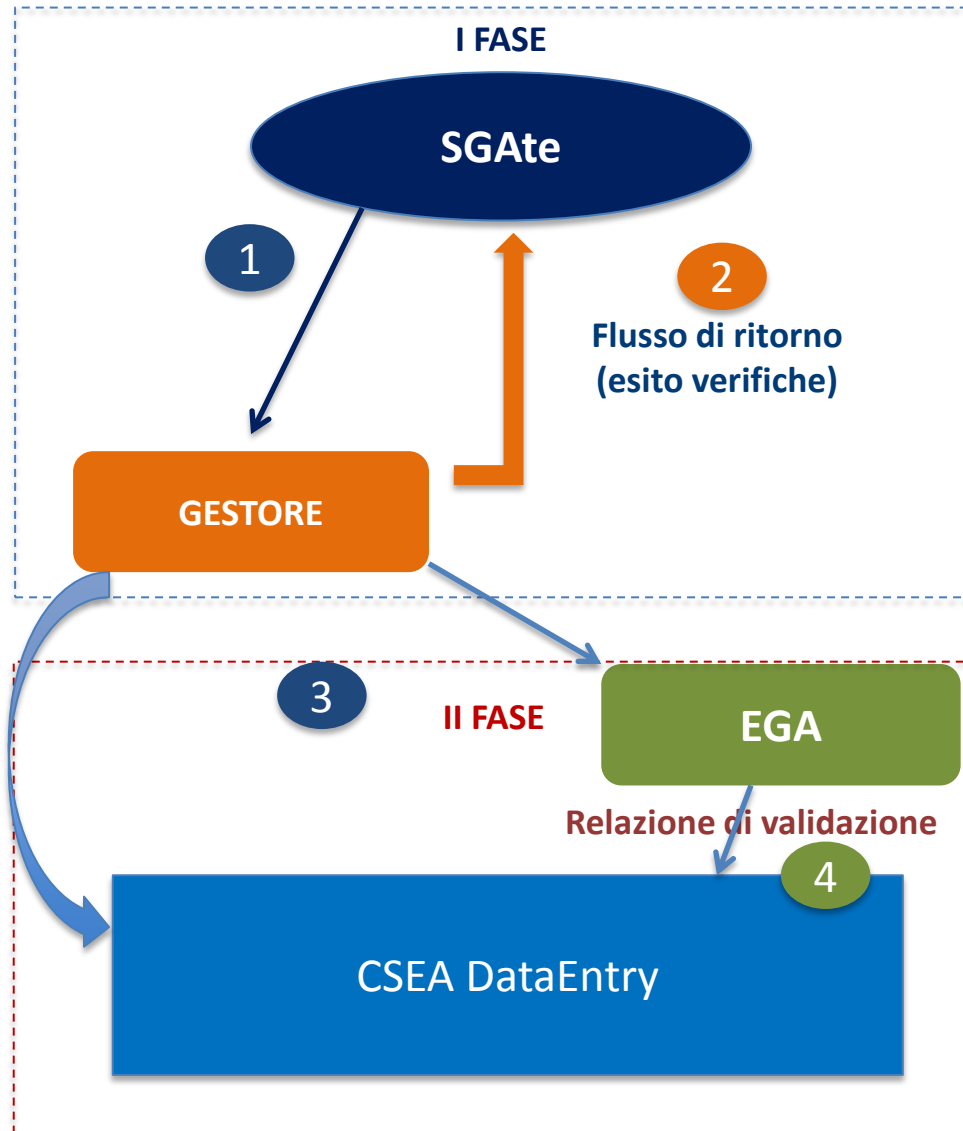 I FASE
SGAte
1
2
Flusso di ritorno
(esito verifiche)
GESTORE
3
II FASE
EGA
Relazione di validazione
4
CSEA DataEntry